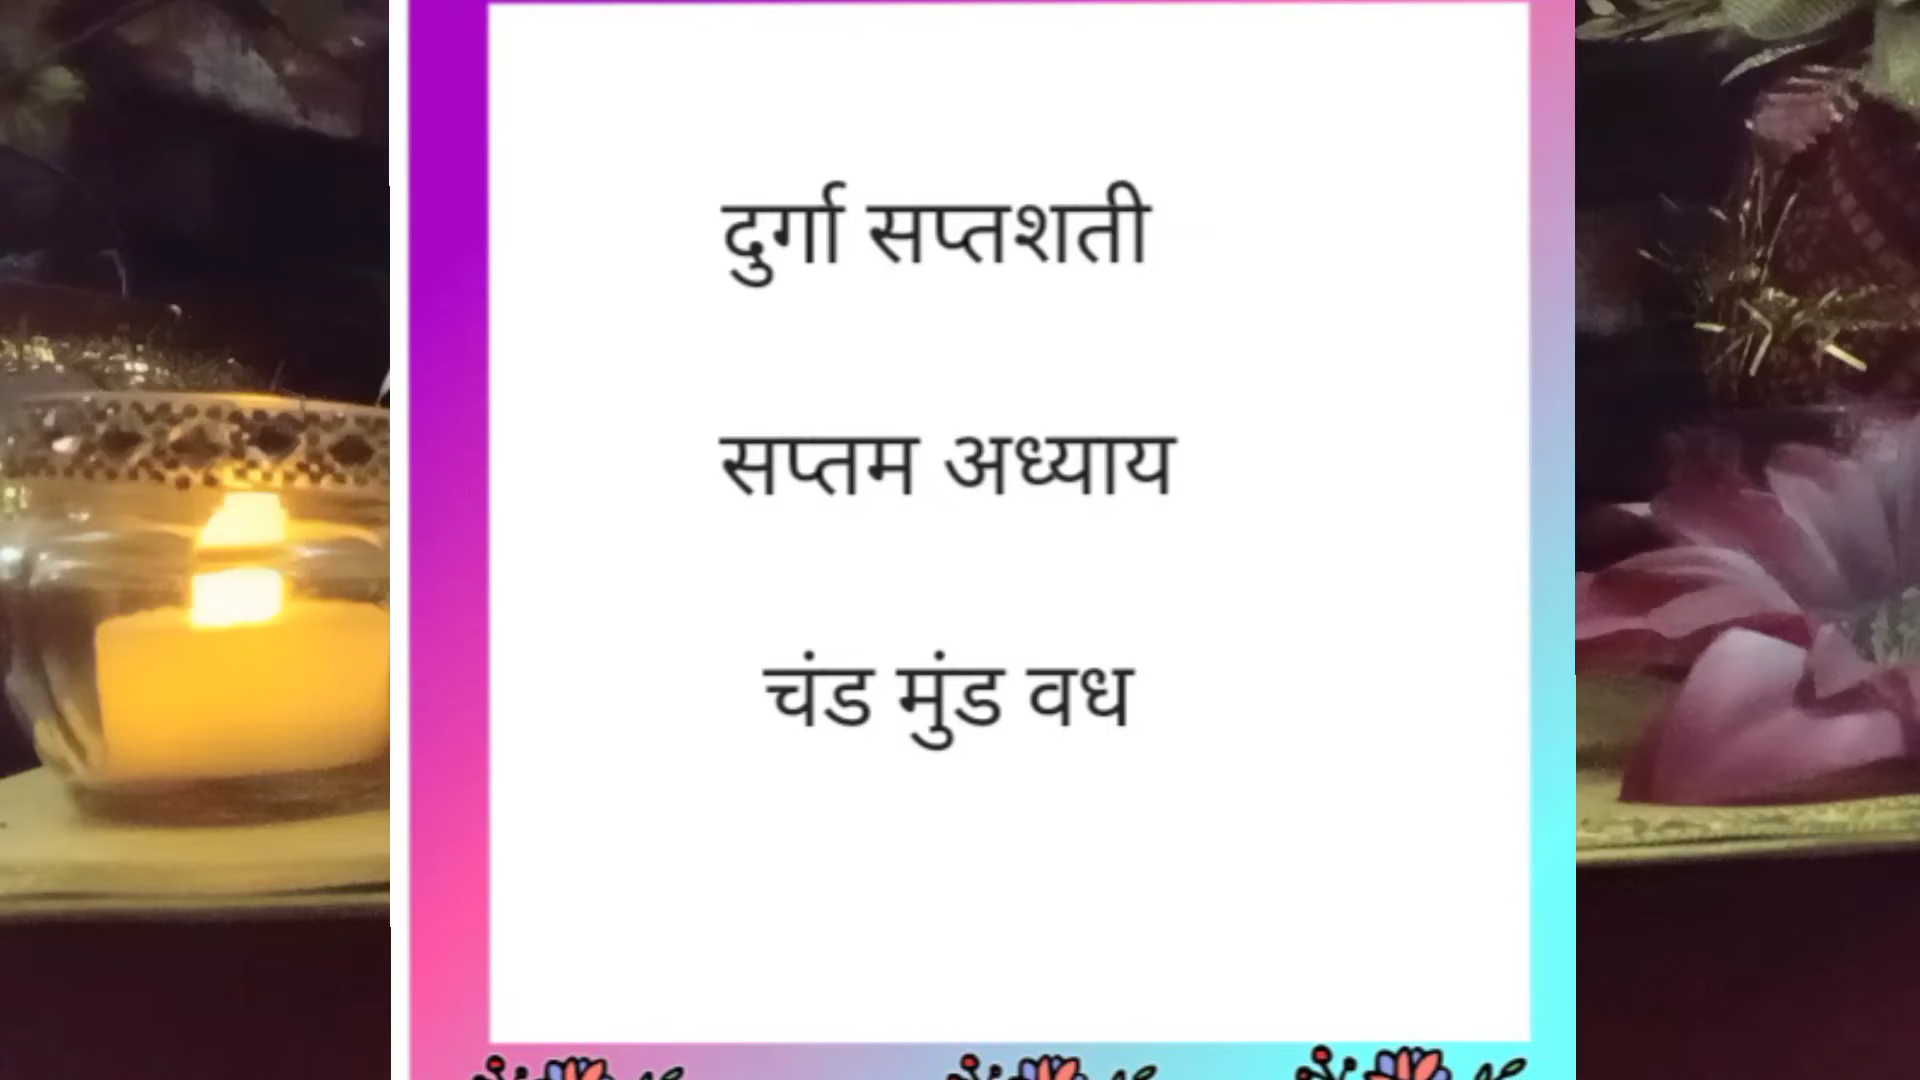 दुर्गा सप्तशती
सप्तम अध्याय
चंड मुंड वध